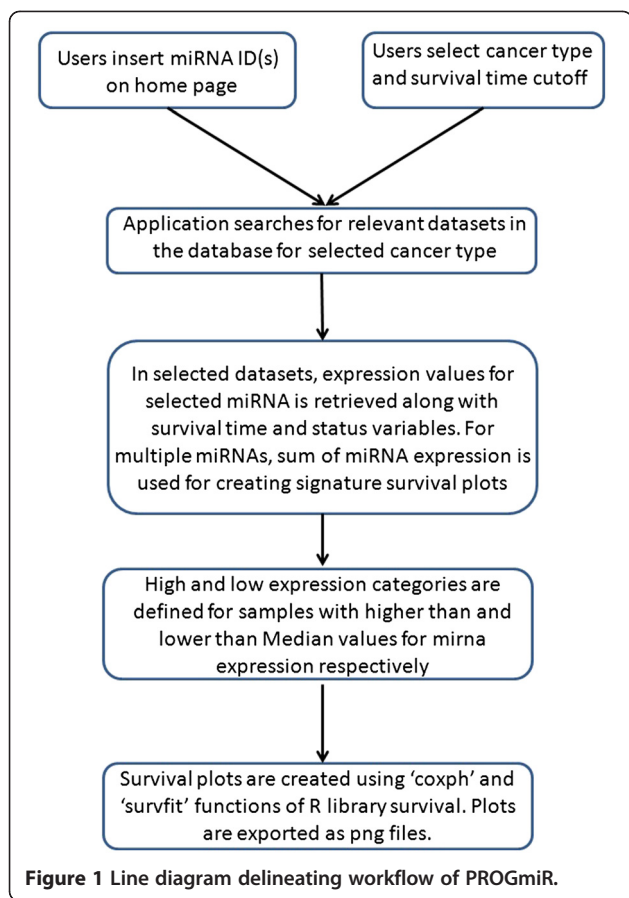 Users insert miRNA ID(s)
on home page
Users select cancer type
and survival time cutoff
Application searches for relevant datasets in
the database for selected cancer type
In selected datasets, expression values for
selected miRNA is retrieved along with
survival time and status variables. For
multiple miRNAs, sum of miRNA expression is
used for creating signature survival plots
High and low expression categories are
defined for samples with higher than and
lower than Median values for mirna
expression respectively
Survival plots are created using ‘coxph’ and
‘survfit’ functions of R library survival. Plots
are exported as png files.
Figure 1 Line diagram delineating workflow of PROGmiR.